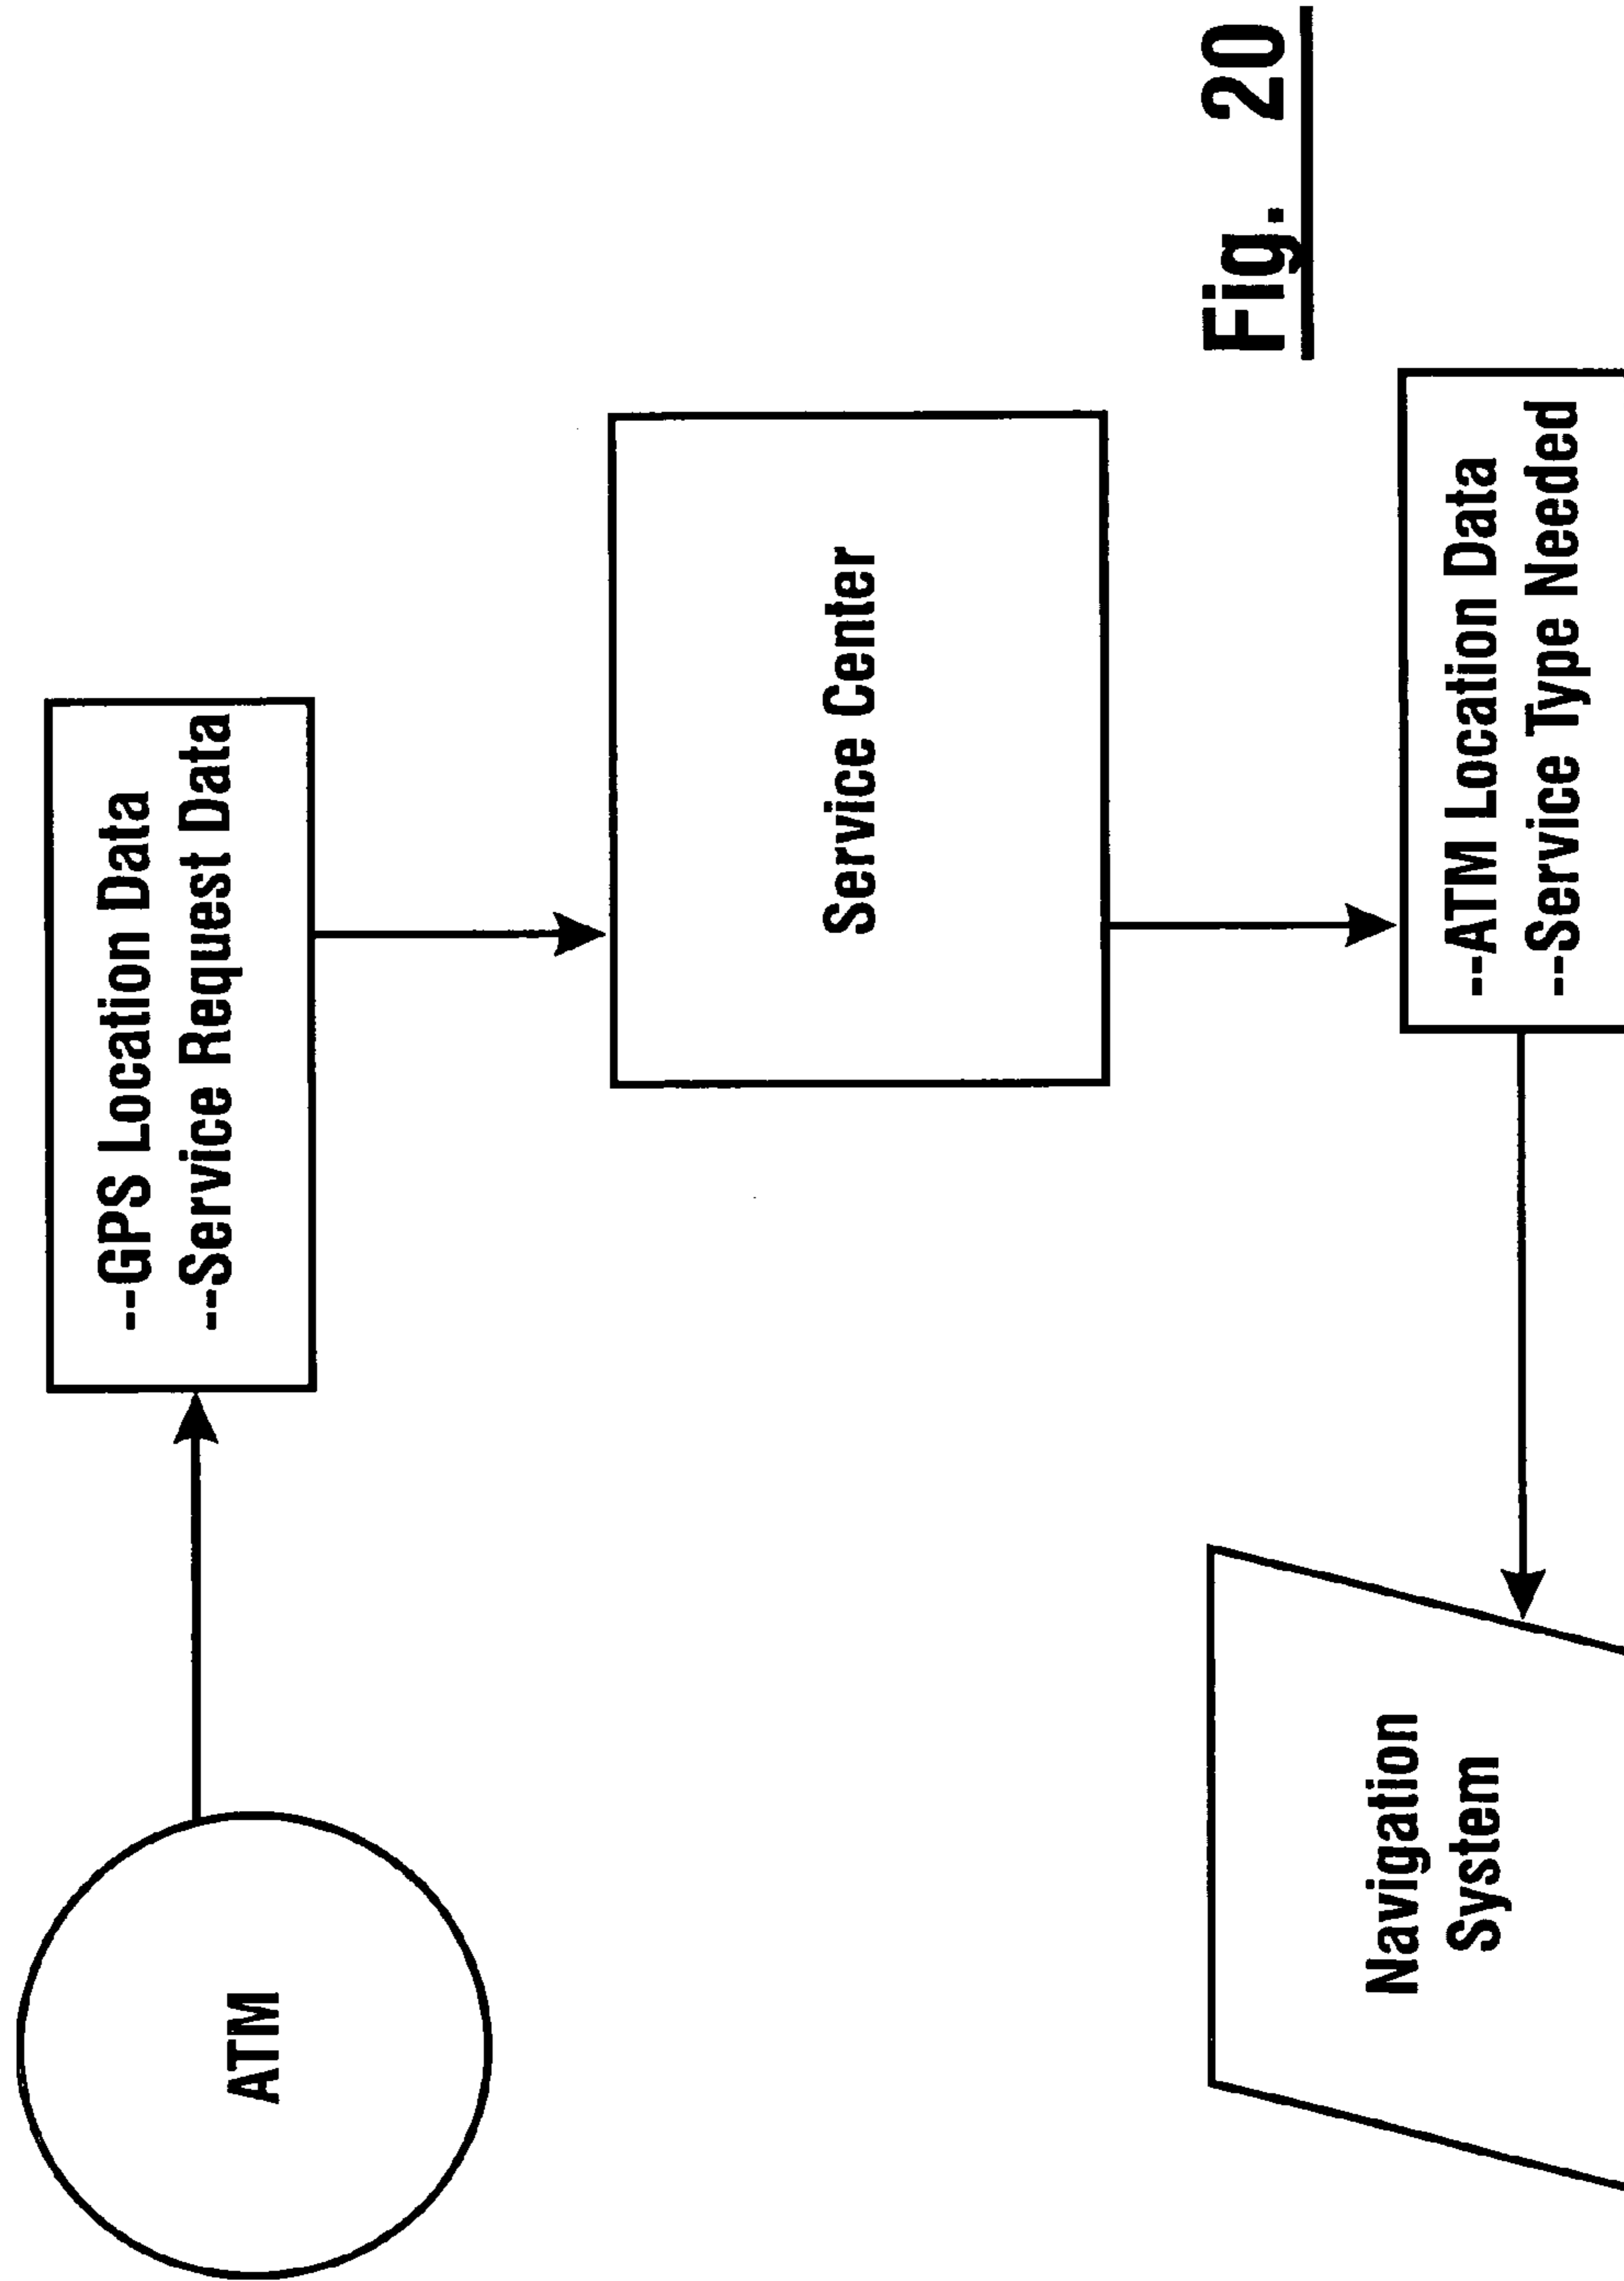 ATM
--GPS Location Data
--Service Request Data
Service Center
Navigation
System
--ATM Location Data
--Service Type Needed
Fig. 20